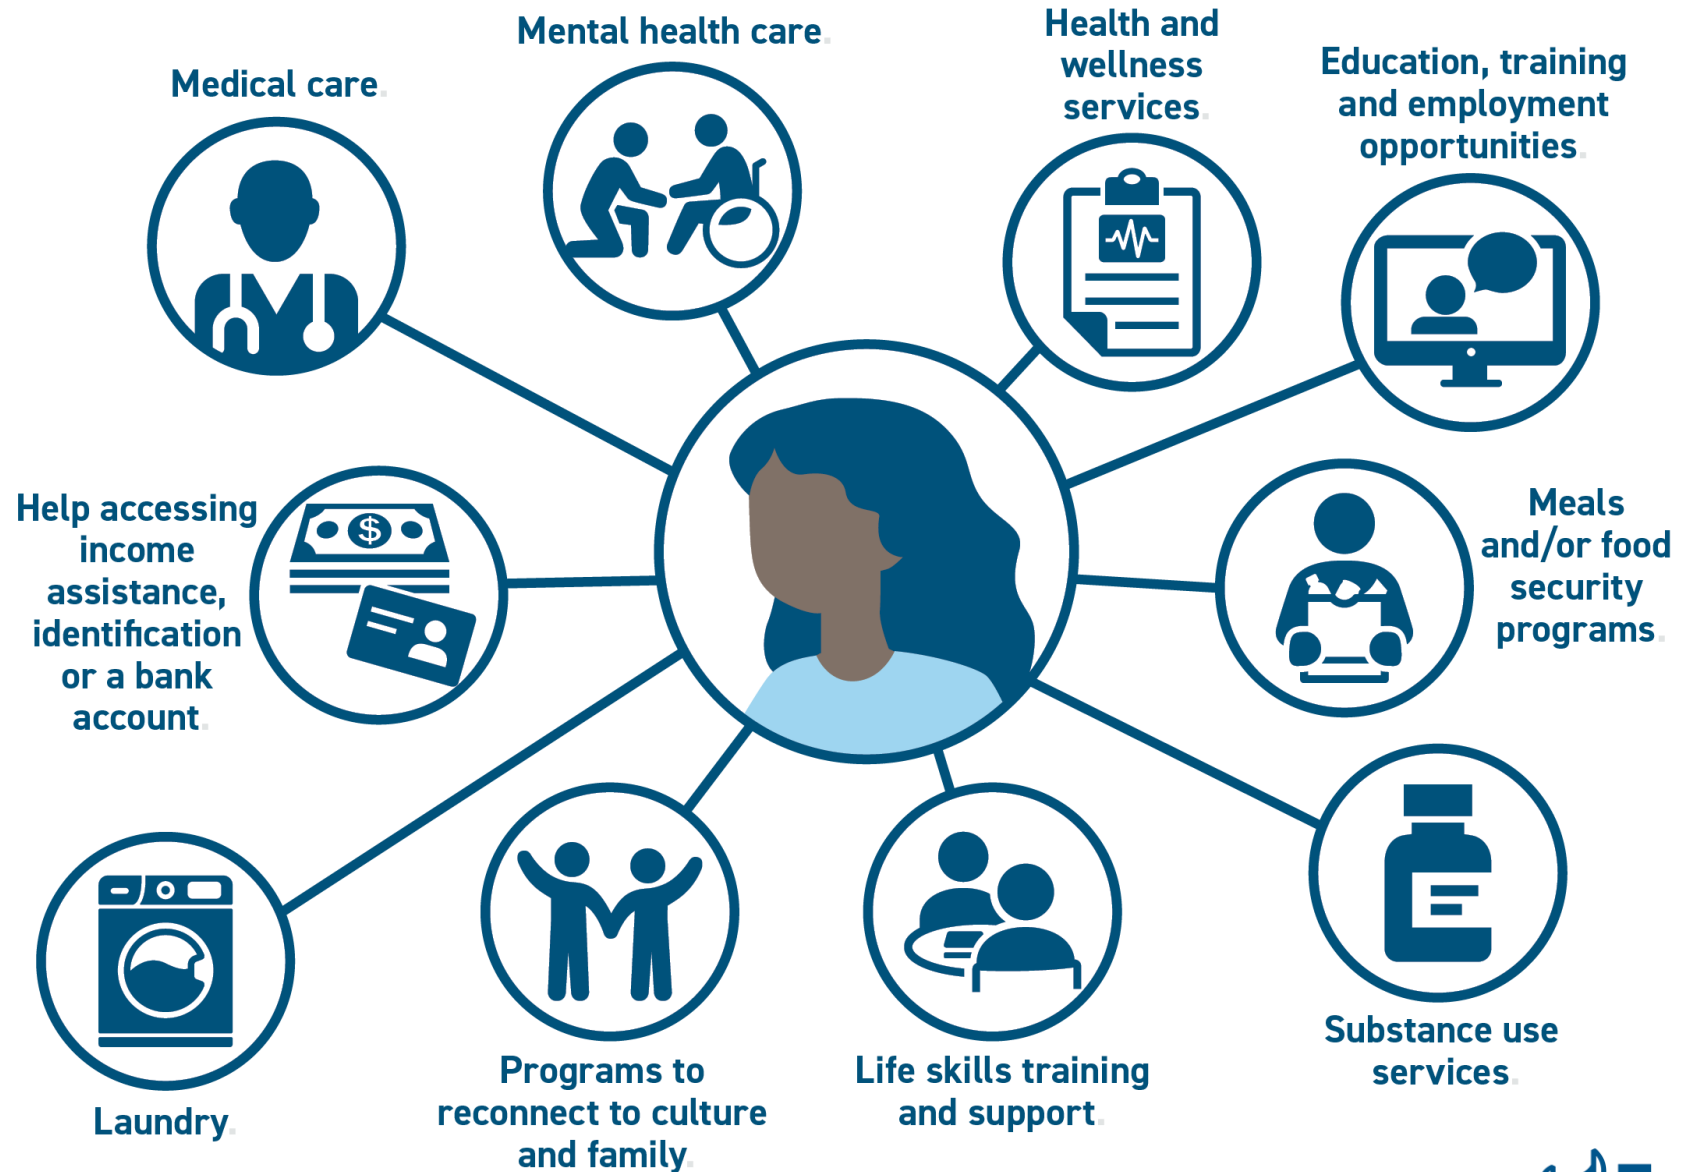 Mental health care.
Health and
wellness
services.
Education, training
and employment
opportunities.
Medical care.
Help accessing
income
assistance,
identification
or a bank
account.
$
Meals
and/or food
security
programs.
Substance use
services.
Life skills training
and support.
Programs to
reconnect to culture
and family.
Laundry.